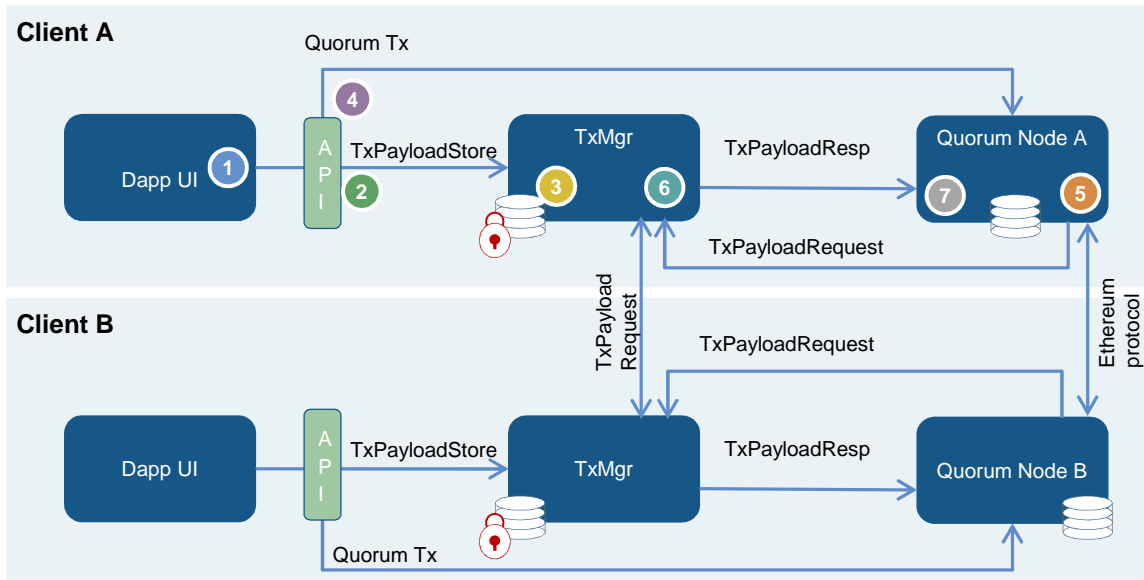 Client A
Quorum Tx
4
Dapp UI
1
A
P
I
TxPayloadStore
2
TxMgr
3
6
TxPayloadResp
Quorum Node A
7
5
TxPayloadRequest
TxPayload
Request
Ethereum
protocol
Client B
TxPayloadRequest
Dapp UI
A
P
I
TxPayloadStore
TxMgr
TxPayloadResp
Quorum Node B
Quorum Tx